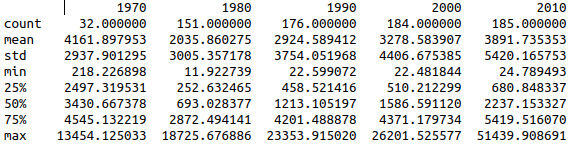 1970 1980 1990 2000 2010
count 32.000000 151.000000 176.000000 184.000000 185.000000
mean 4161.897953 2035.860275 2924.589412 3278.583907 3891.735353
std 2937.901295 3005.357178 3754.051968 4406.675385 5420.165753
min 218.226898 11.922739 22.599072 22.481844 24.789493
25% 2497.319531 252.632465 458.521416 510.212299 680.848337
50% 3430.667378 693.028377 1213.105197 1586.591120 2237.153327
75% 4545.132219 2872.494141 4201.488878 4371.179734 5419.516070
max 13454.125033 18725.676886 23353.915020 26201.525577 51439.908691